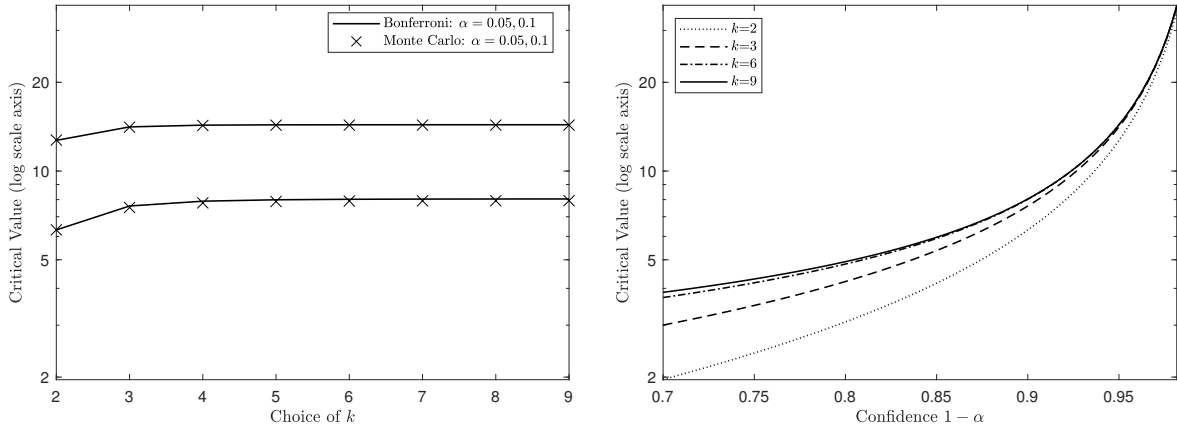 Bonferroni: α = 0.05, 0.1
Monte Carlo: α = 0.05, 0.1
Critical Value (log scale axis)
20
10
5
2
2 3 4 5 6 7 8 9
Choice of k
k=2
k=3
k=6
k=9
Critical Value (log scale axis)
20
10
5
2
0.7 0.75 0.8 0.85 0.9 0.95
Confidence 1 − α